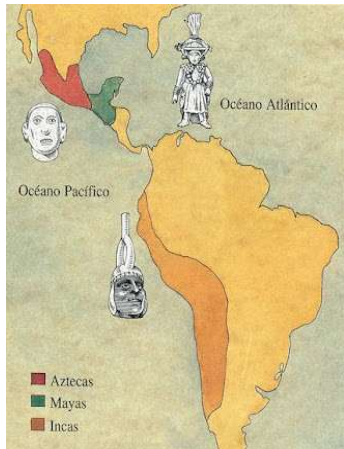 Océano Atlántico
Océano Pacífico
Aztecas
Mayas
Incas